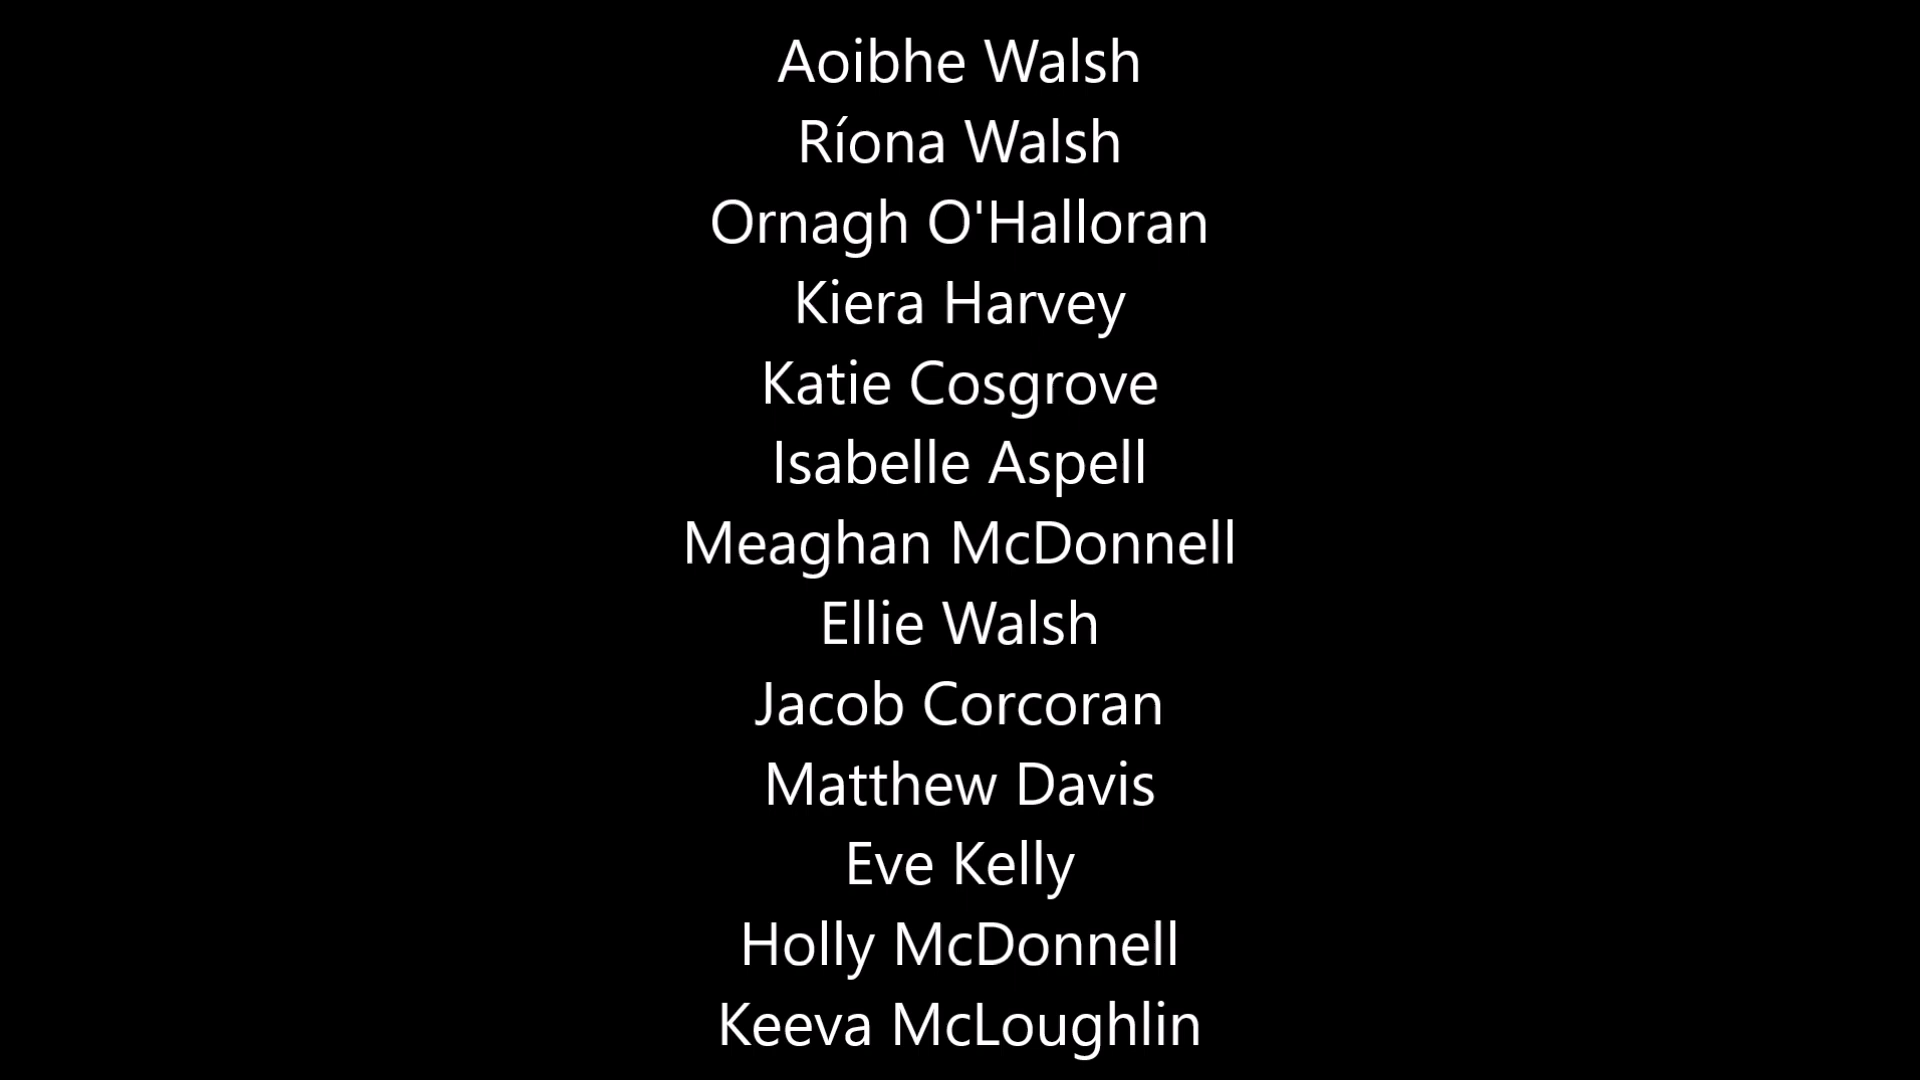 Aoibhe Walsh
Ríona Walsh
Ornagh O'Halloran
Kiera Harvey
Katie Cosgrove
Isabelle Aspell
Meaghan McDonnell
Ellie Walsh
Jacob Corcoran
Matthew Davis
Eve Kelly
Holly McDonnell
Keeva McLoughlin